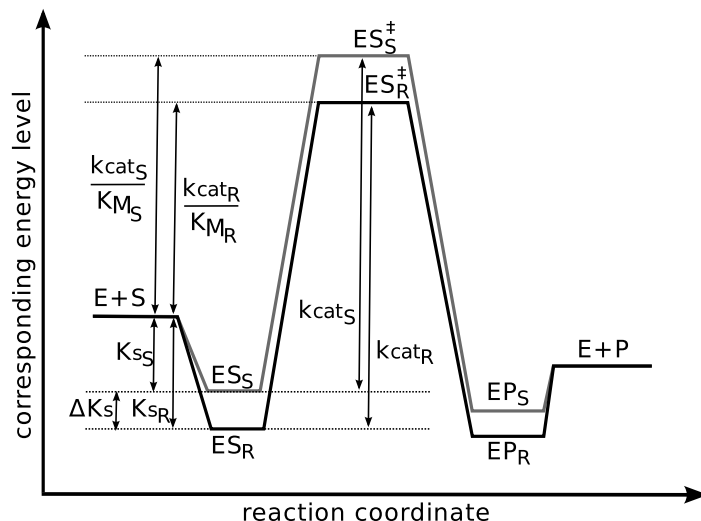 corresponding energy level
reaction coordinate
ES‡S
ES‡R
kcatS
KMS
kcatR
KMR
E+S
KsS
ΔKs
KsR
ESS
ESR
kcatS
kcatR
EPS
EPR
E+P